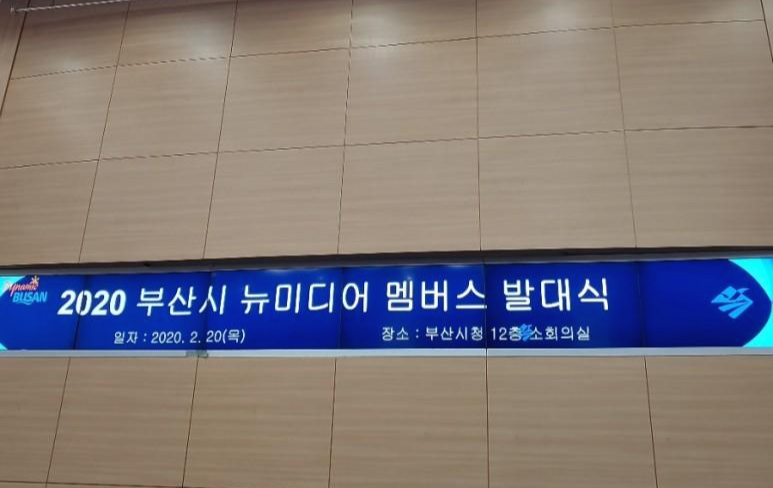 Dynamic BUSAN
2020 부산시 뉴미디어 멤버스 발대식
일자 : 2020. 2. 20(목)
장소 : 부산시청 12층 소회의실